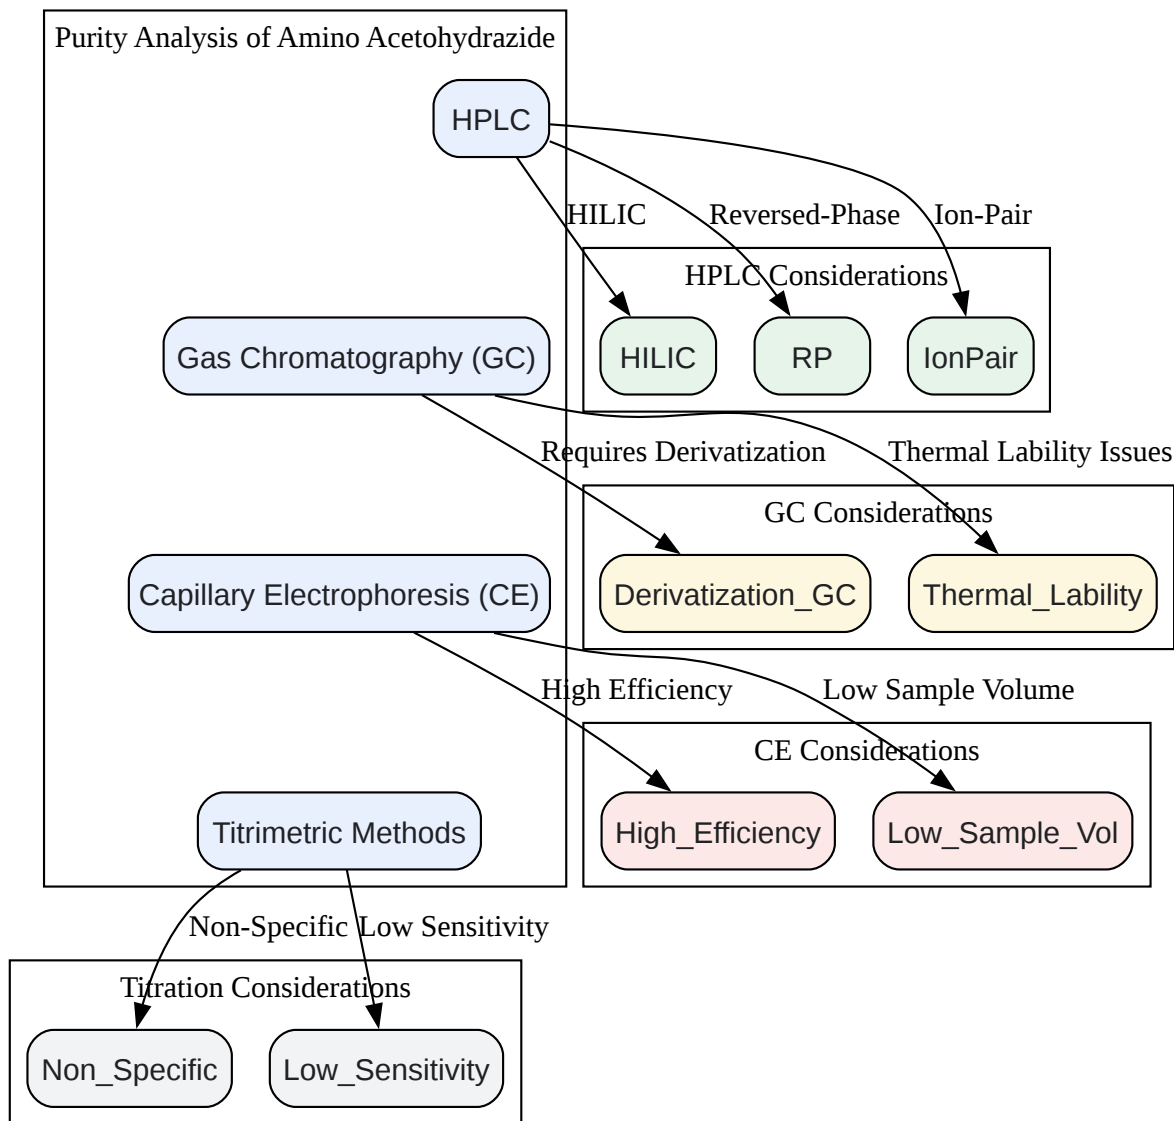 Purity Analysis of Amino Acetohydrazide
HPLC
HILIC
Reversed-Phase
Ion-Pair
HPLC Considerations
Gas Chromatography (GC)
HILIC
RP
IonPair
Requires Derivatization
Thermal Lability Issues
GC Considerations
Capillary Electrophoresis (CE)
Derivatization_GC
Thermal_Lability
High Efficiency
Low Sample Volume
CE Considerations
Titrimetric Methods
High_Efficiency
Low_Sample_Vol
Non-Specific
Low Sensitivity
Titration Considerations
Non_Specific
Low_Sensitivity